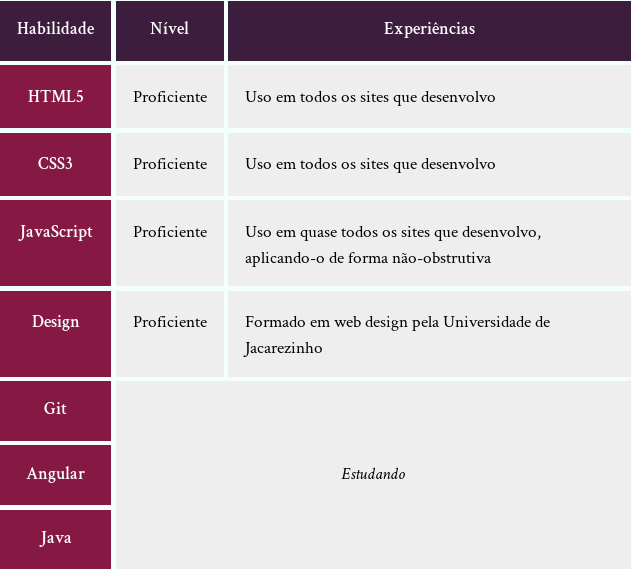 Habilidade Nível Experiências
HTML5 Proficiente Uso em todos os sites que desenvolvo
CSS3 Proficiente Uso em todos os sites que desenvolvo
JavaScript Proficiente Uso em quase todos os sites que desenvolvo,
aplicando-o de forma não-obstrutiva
Design Proficiente Formado em web design pela Universidade de
Jacarezinho
Git
Angular Estudando
Java